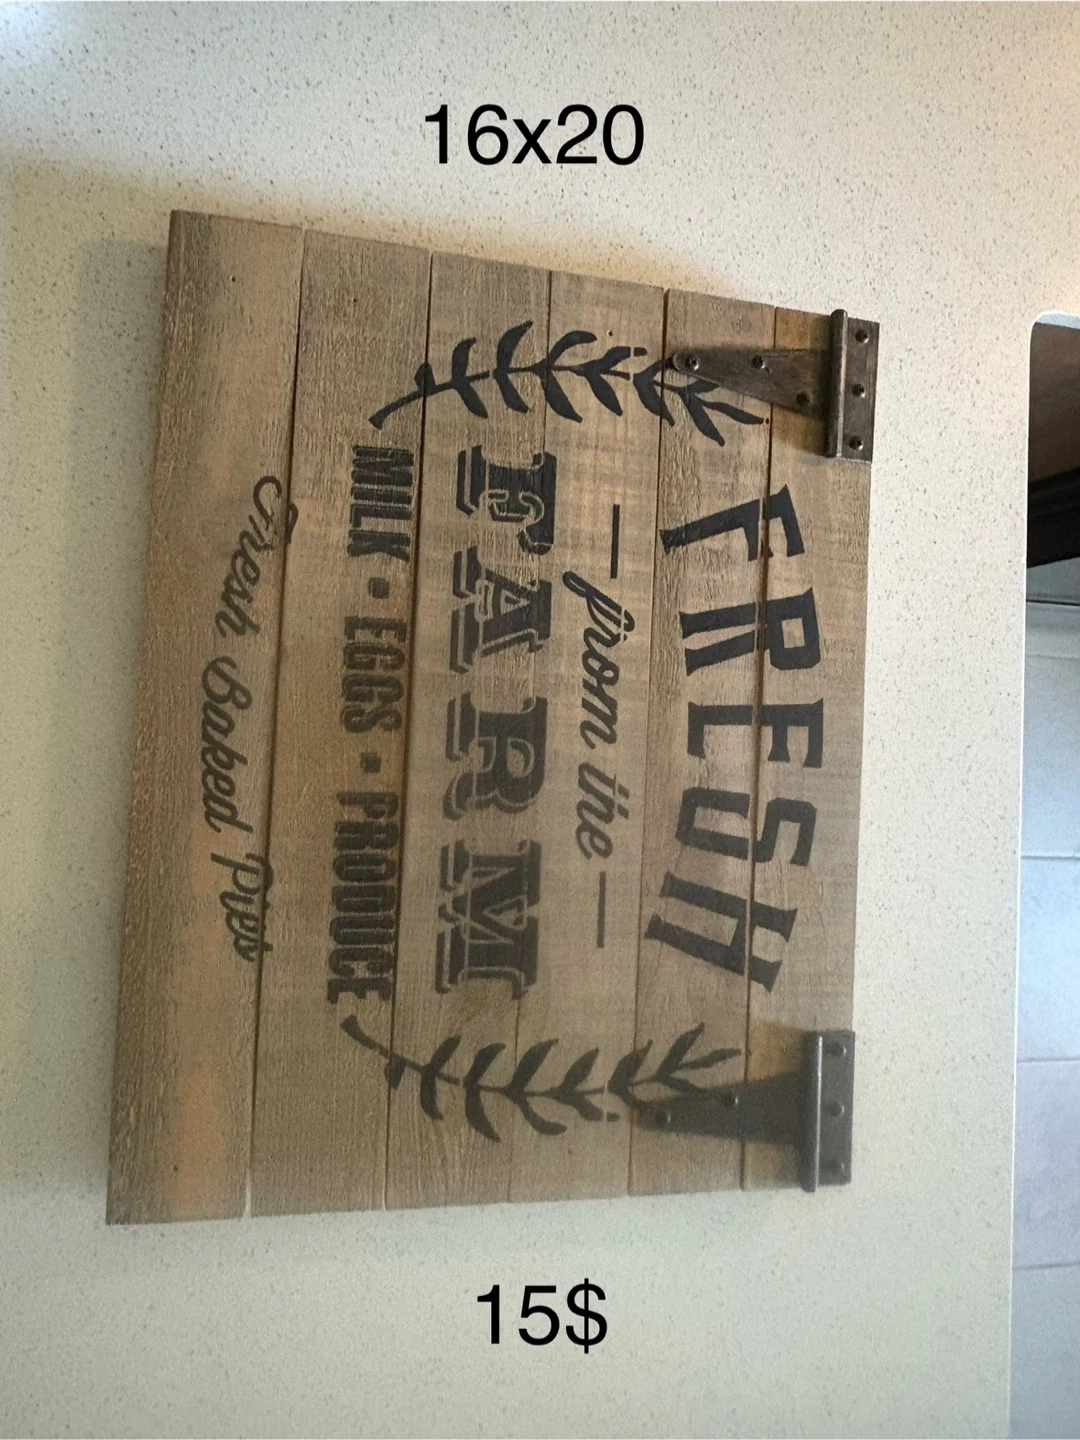 16x20
FRESH
— from the —
FARM
MILK • EGGS • PRODUCE
Fresh Baked Pies
15$